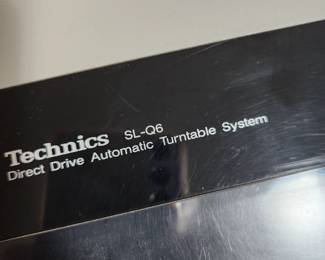 Technics SL-Q6
Direct Drive Automatic Turntable System